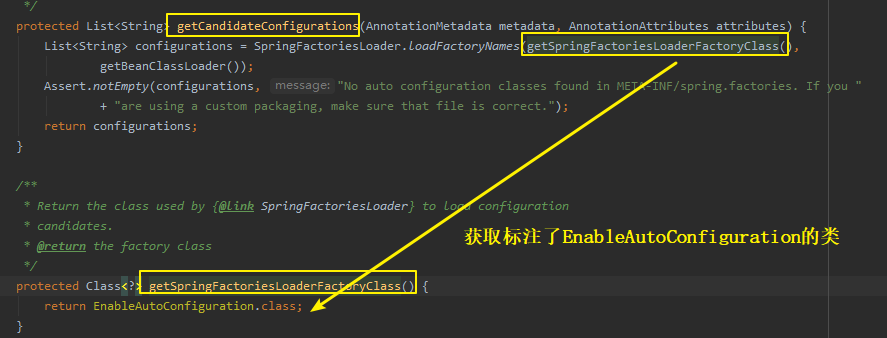 */
protected List<String> getCandidateConfigurations(AnnotationMetadata metadata, AnnotationAttributes attributes) {
List<String> configurations = SpringFactoriesLoader.loadFactoryNames(getSpringFactoriesLoaderFactoryClass(),
getBeanClassLoader());
Assert.notEmpty(configurations, message: "No auto configuration classes found in META-INF/spring.factories. If you "
+ "are using a custom packaging, make sure that file is correct.");
return configurations;
}
/**
* Return the class used by {@link SpringFactoriesLoader} to load configuration
* candidates.
* @return the factory class
获取标注了EnableAutoConfiguration的类
*/
protected Class<?> getSpringFactoriesLoaderFactoryClass() {
return EnableAutoConfiguration.class;
}